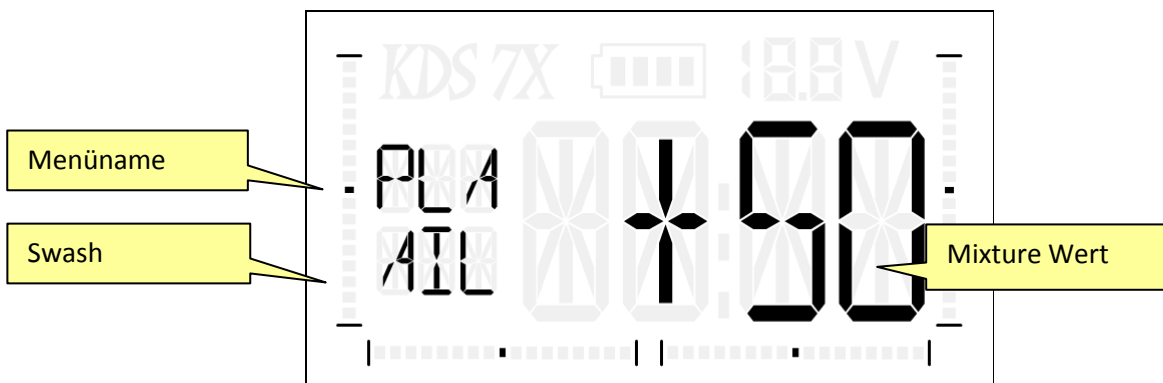 KDS 7X 18.8V
Menüname
PLA
+50
Swash
AIL
Mixture Wert